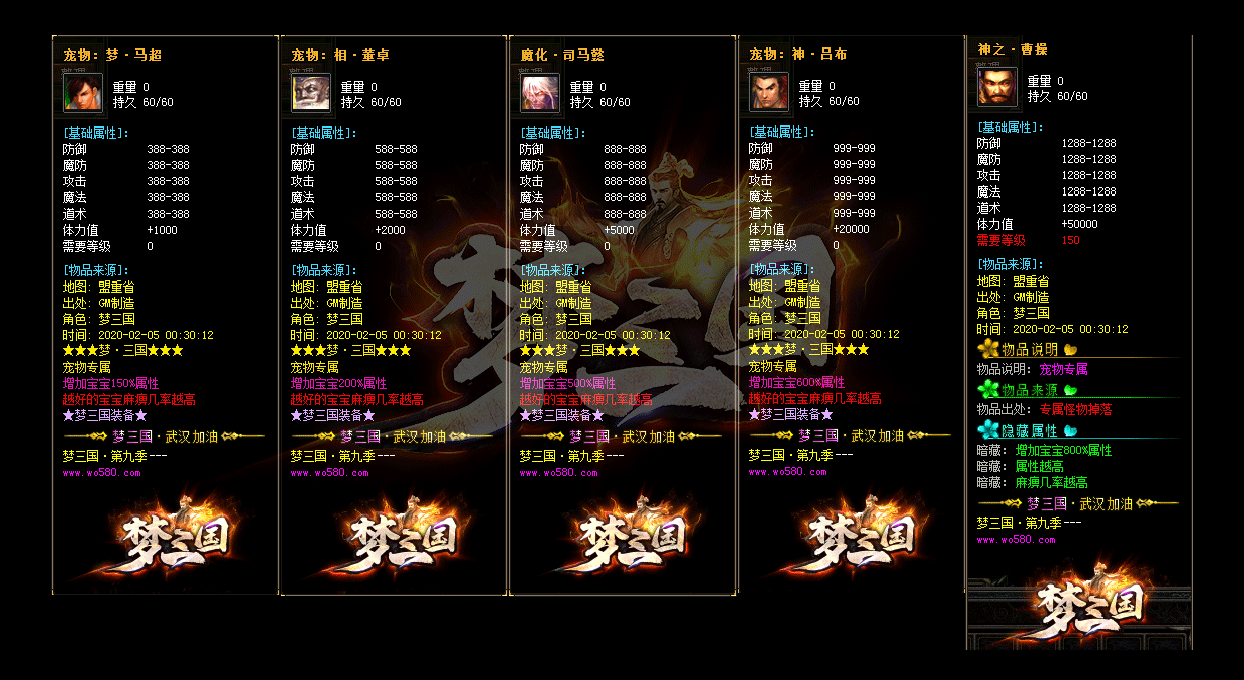 宠物: 梦·马超
重量 0
持久 60/60
[基础属性]:
防御 388-388
魔防 388-388
攻击 388-388
魔法 388-388
道术 388-388
体力值 +1000
需要等级 0
[物品来源]:
地图: 盟重省
出处: GM制造
角色: 梦三国
时间: 2020-02-05 00:30:12
★★★梦·三国★★★
宠物专属
增加宝宝150%属性
越好的宝宝麻痹几率越高
★梦三国装备★
梦三国·武汉加油
梦三国·第九季---
www.wo580.com
梦三国
宠物: 相·董卓
重量 0
持久 60/60
[基础属性]:
防御 588-588
魔防 588-588
攻击 588-588
魔法 588-588
道术 588-588
体力值 +2000
需要等级 0
[物品来源]:
地图: 盟重省
出处: GM制造
角色: 梦三国
时间: 2020-02-05 00:30:12
★★★梦·三国★★★
宠物专属
增加宝宝200%属性
越好的宝宝麻痹几率越高
★梦三国装备★
梦三国·武汉加油
梦三国·第九季---
www.wo580.com
梦三国
魔化·司马懿
重量 0
持久 60/60
[基础属性]:
防御 888-888
魔防 888-888
攻击 888-888
魔法 888-888
道术 888-888
体力值 +5000
需要等级 0
[物品来源]:
地图: 盟重省
出处: GM制造
角色: 梦三国
时间: 2020-02-05 00:30:12
★★★梦·三国★★★
宠物专属
增加宝宝500%属性
越好的宝宝麻痹几率越高
★梦三国装备★
梦三国·武汉加油
梦三国·第九季---
www.wo580.com
梦三国
宠物: 神·吕布
重量 0
持久 60/60
[基础属性]:
防御 999-999
魔防 999-999
攻击 999-999
魔法 999-999
道术 999-999
体力值 +20000
需要等级 0
[物品来源]:
地图: 盟重省
出处: GM制造
角色: 梦三国
时间: 2020-02-05 00:30:12
★★★梦·三国★★★
宠物专属
增加宝宝600%属性
越好的宝宝麻痹几率越高
★梦三国装备★
梦三国·武汉加油
梦三国·第九季---
www.wo580.com
梦三国
神之·曹操
重量 0
持久 60/60
[基础属性]:
防御 1288-1288
魔防 1288-1288
攻击 1288-1288
魔法 1288-1288
道术 1288-1288
体力值 +50000
需要等级 150
[物品来源]:
地图: 盟重省
出处: GM制造
角色: 梦三国
时间: 2020-02-05 00:30:12
物品说明
物品说明: 宠物专属
物品来源
物品出处: 专属怪物掉落
隐藏属性
暗藏: 增加宝宝800%属性
暗藏: 属性越高
暗藏: 麻痹几率越高
梦三国·武汉加油
梦三国·第九季---
www.wo580.com
梦三国
梦三国